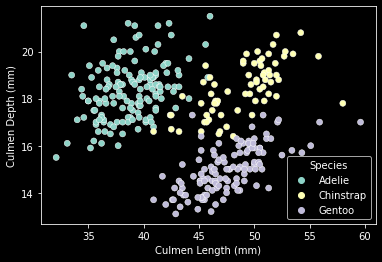 Culmen Depth (mm)
20
18
16
14
35
40
45
50
55
60
Culmen Length (mm)
Species
Adelie
Chinstrap
Gentoo